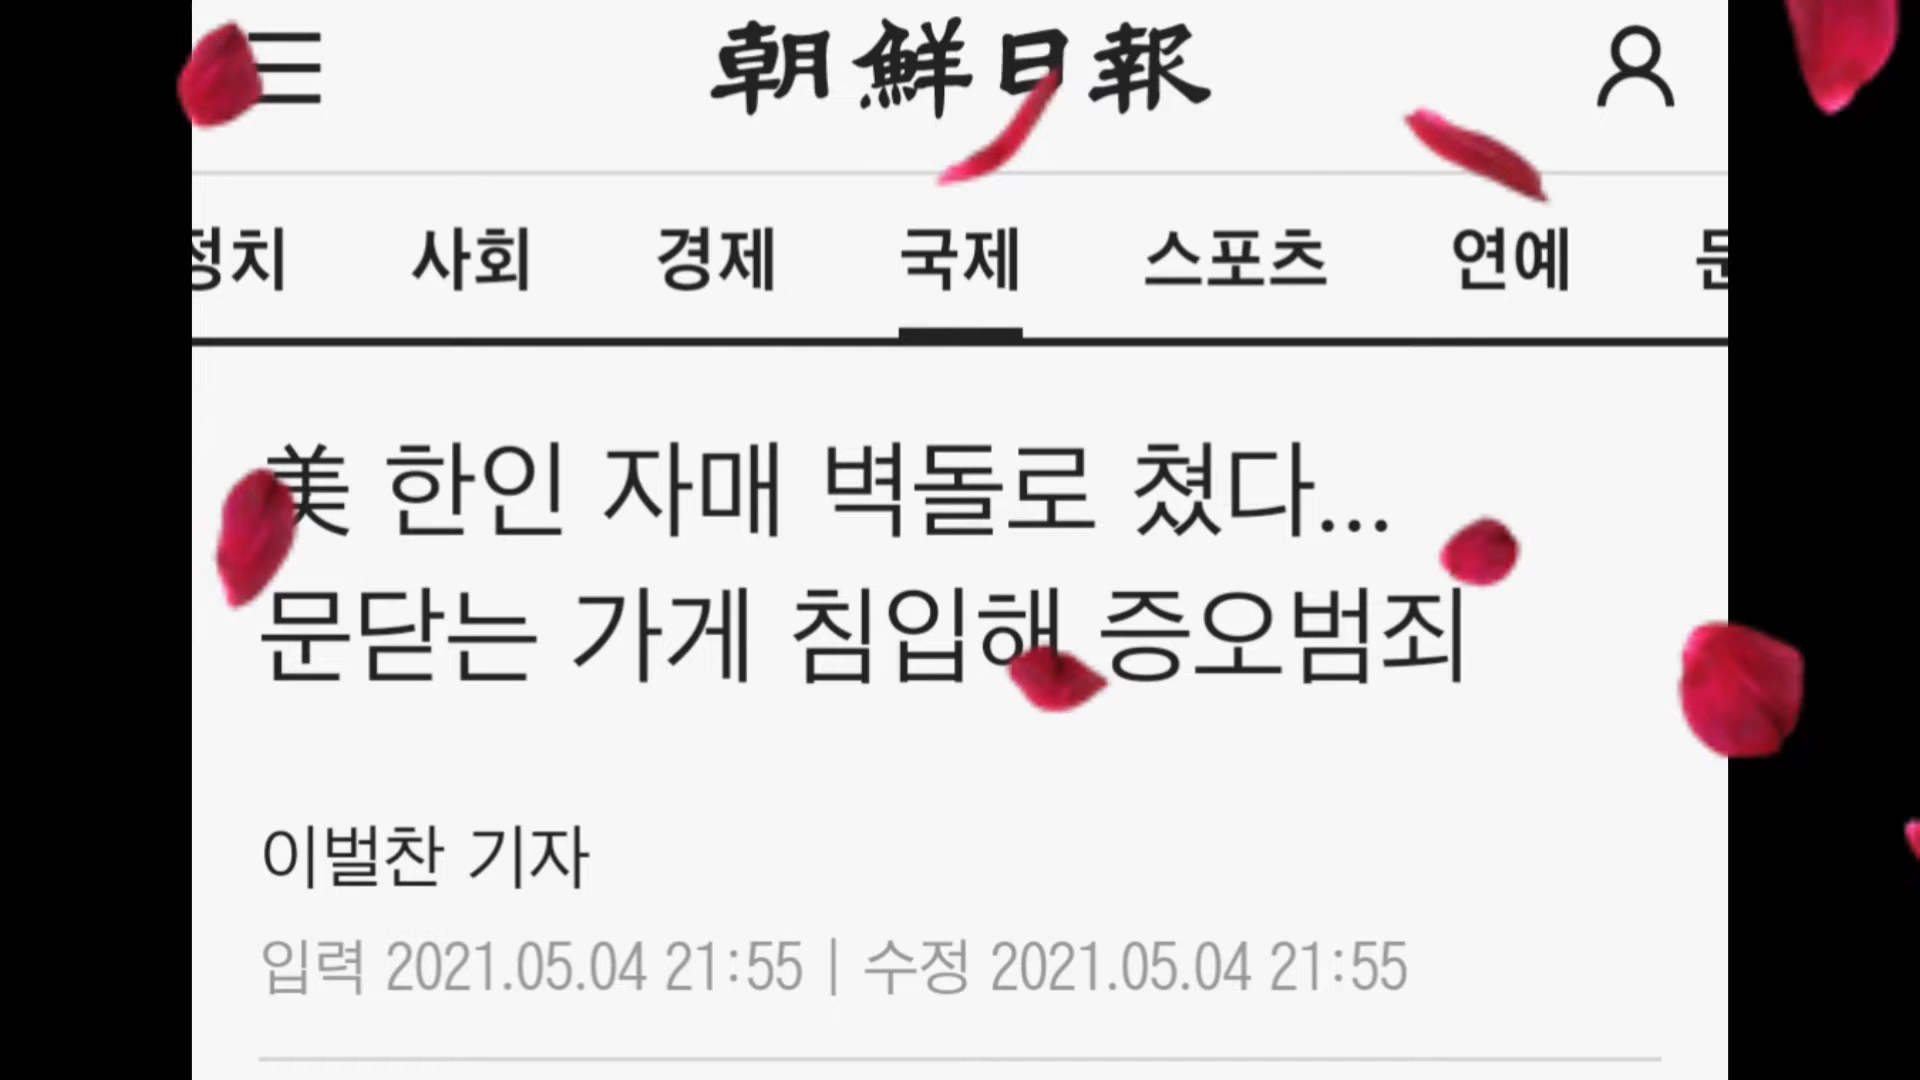 朝鮮日報
정치 사회 경제 국제 스포츠 연예
美 한인 자매 벽돌로 쳤다...
문닫는 가게 침입해 증오범죄
이벌찬 기자
입력 2021.05.04 21:55 | 수정 2021.05.04 21:55